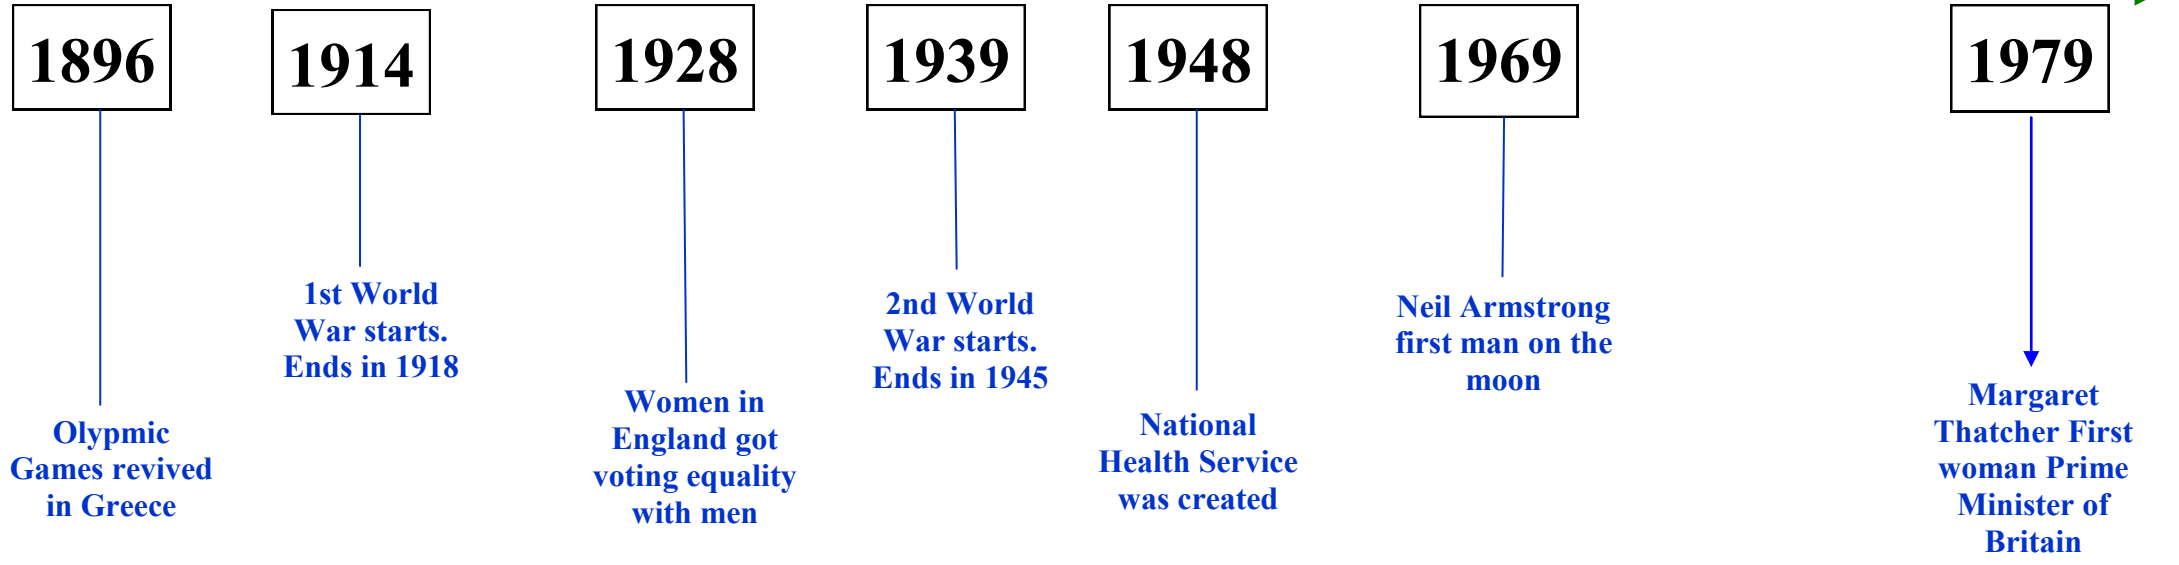 1896
1914
1928
1939
1948
1969
1979
Olypmic
Games revived
in Greece
1st World
War starts.
Ends in 1918
Women in
England got
voting equality
with men
2nd World
War starts.
Ends in 1945
National
Health Service
was created
Neil Armstrong
first man on the
moon
Margaret
Thatcher First
woman Prime
Minister of
Britain